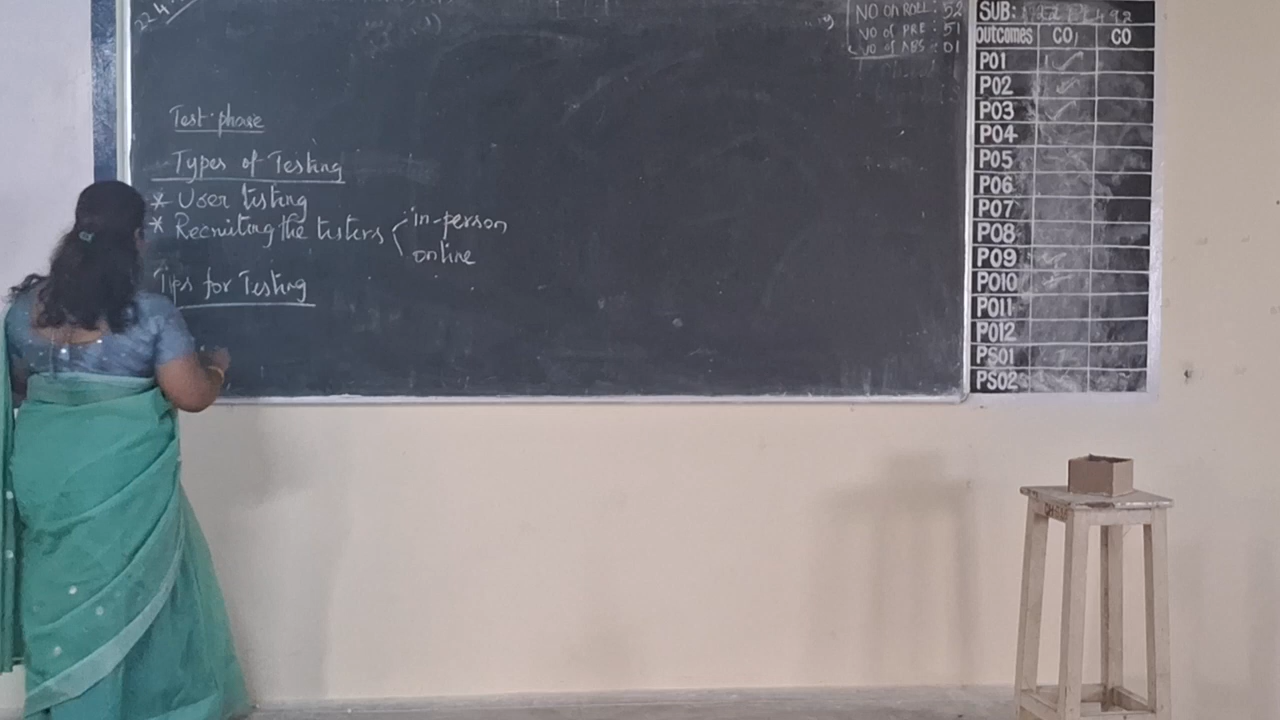 22.4
Test phase
Types of Testing
* User testing
* Recruiting the testers
in-person
online
Tips for Testing
NO ON ROLL : 52
NO of PRE : 51
NO of ABS : 01
SUB:
OUTCOMES CO1 CO
PO1
PO2
PO3
PO4
PO5
PO6
PO7
PO8
PO9
PO10
PO11
PO12
PSO1
PSO2